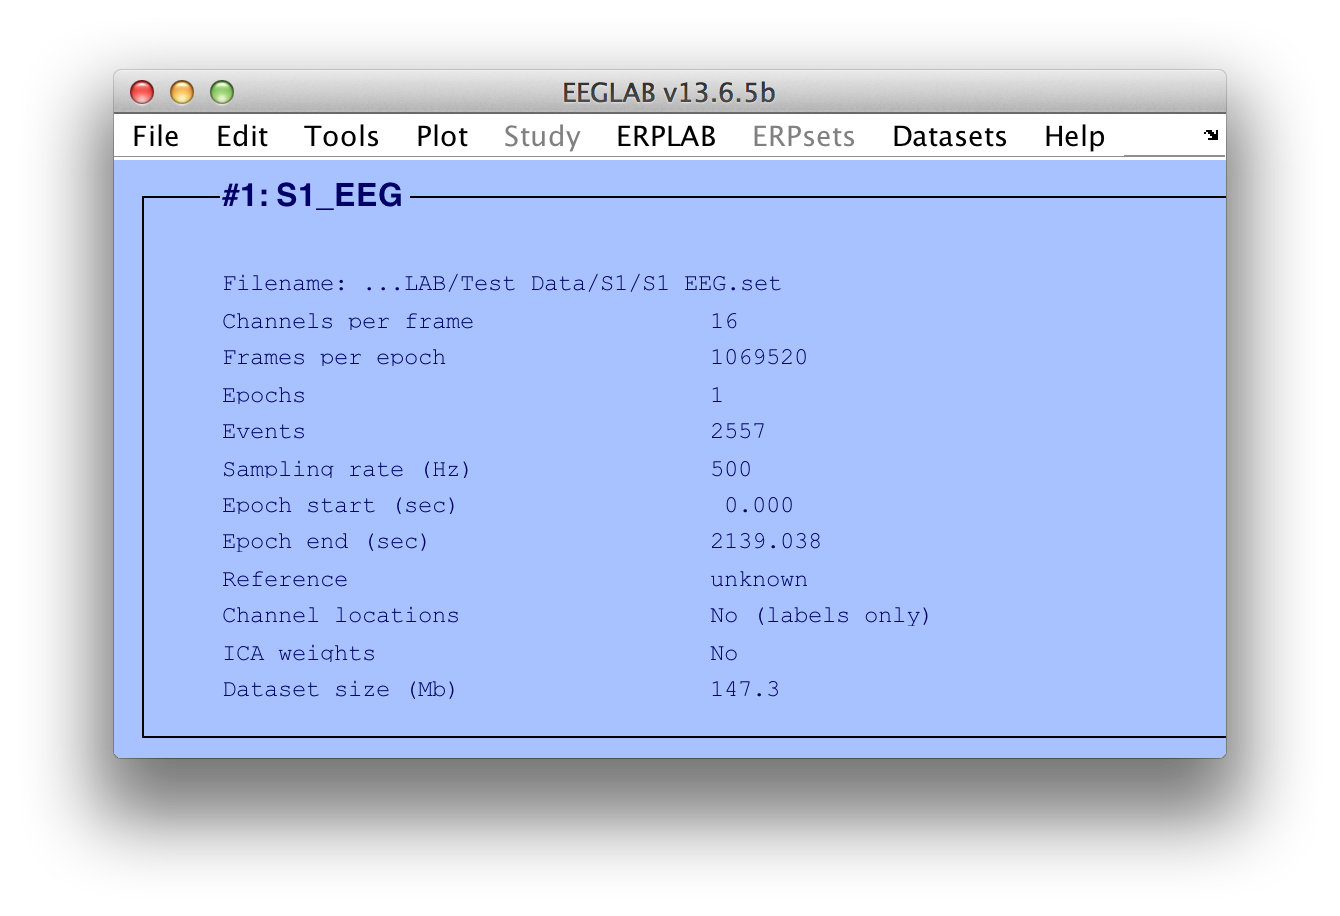 EEGLAB v13.6.5b
File Edit Tools Plot Study ERPLAB ERPsets Datasets Help
#1: S1_EEG
Filename: ...LAB/Test Data/S1/S1 EEG.set
Channels per frame 16
Frames per epoch 1069520
Epochs 1
Events 2557
Sampling rate (Hz) 500
Epoch start (sec) 0.000
Epoch end (sec) 2139.038
Reference unknown
Channel locations No (labels only)
ICA weights No
Dataset size (Mb) 147.3